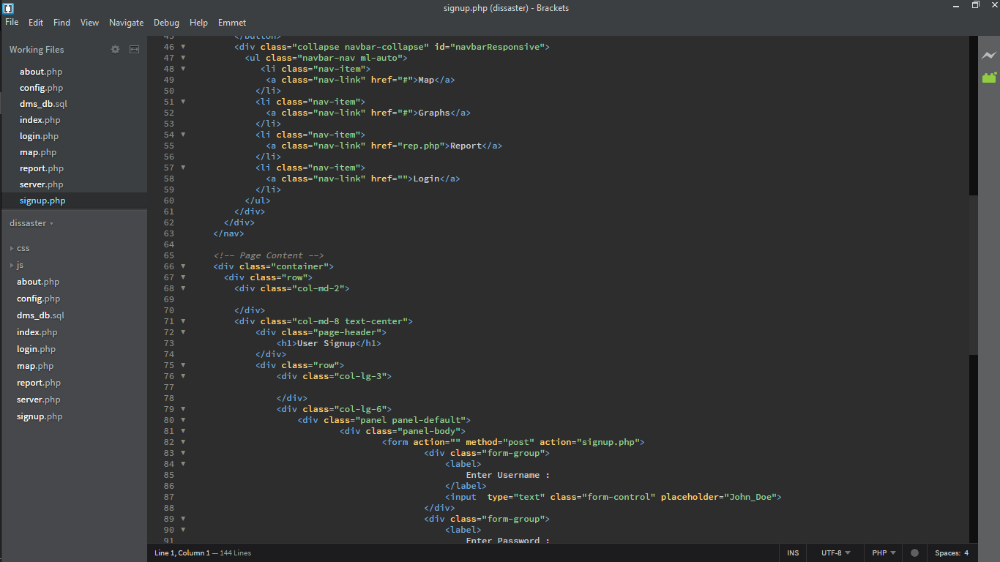 signup.php (dissaster) - Brackets
File Edit Find View Navigate Debug Help Emmet
Working Files
about.php
config.php
dms_db.sql
index.php
login.php
map.php
report.php
server.php
signup.php
dissaster
css
js
about.php
config.php
dms_db.sql
index.php
login.php
map.php
report.php
server.php
signup.php
45 </button>
46 <div class="collapse navbar-collapse" id="navbarResponsive">
47 <ul class="navbar-nav ml-auto">
48 <li class="nav-item">
49 <a class="nav-link" href="#">Map</a>
50 </li>
51 <li class="nav-item">
52 <a class="nav-link" href="#">Graphs</a>
53 </li>
54 <li class="nav-item">
55 <a class="nav-link" href="rep.php">Report</a>
56 </li>
57 <li class="nav-item">
58 <a class="nav-link" href="">Login</a>
59 </li>
60 </ul>
61 </div>
62 </div>
63 </nav>
64
65 <!-- Page Content -->
66 <div class="container">
67 <div class="row">
68 <div class="col-md-2">
69
70 </div>
71 <div class="col-md-8 text-center">
72 <div class="page-header">
73 <h1>User Signup</h1>
74 </div>
75 <div class="row">
76 <div class="col-lg-3">
77
78 </div>
79 <div class="col-lg-6">
80 <div class="panel panel-default">
81 <div class="panel-body">
82 <form action="" method="post" action="signup.php">
83 <div class="form-group">
84 <label>
85 Enter Username :
86 </label>
87 <input  type="text" class="form-control" placeholder="John_Doe">
88 </div>
89 <div class="form-group">
90 <label>
91 Enter Password :
Line 1, Column 1 — 144 Lines
INS UTF-8 PHP Spaces: 4